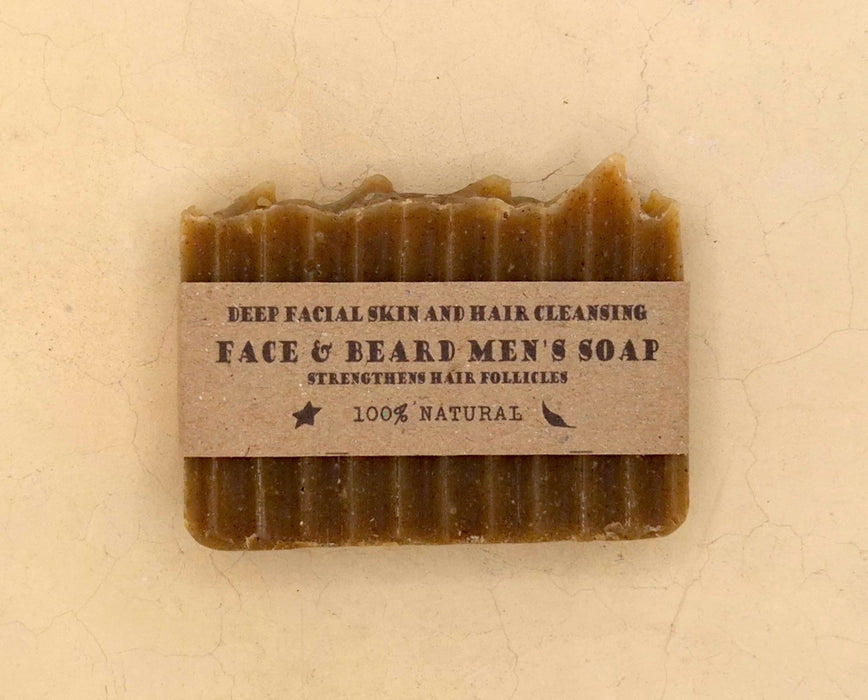 DEEP FACIAL SKIN AND HAIR CLEANSING
FACE & BEARD MEN'S SOAP
STRENGTHENS HAIR FOLLICLES
100% NATURAL